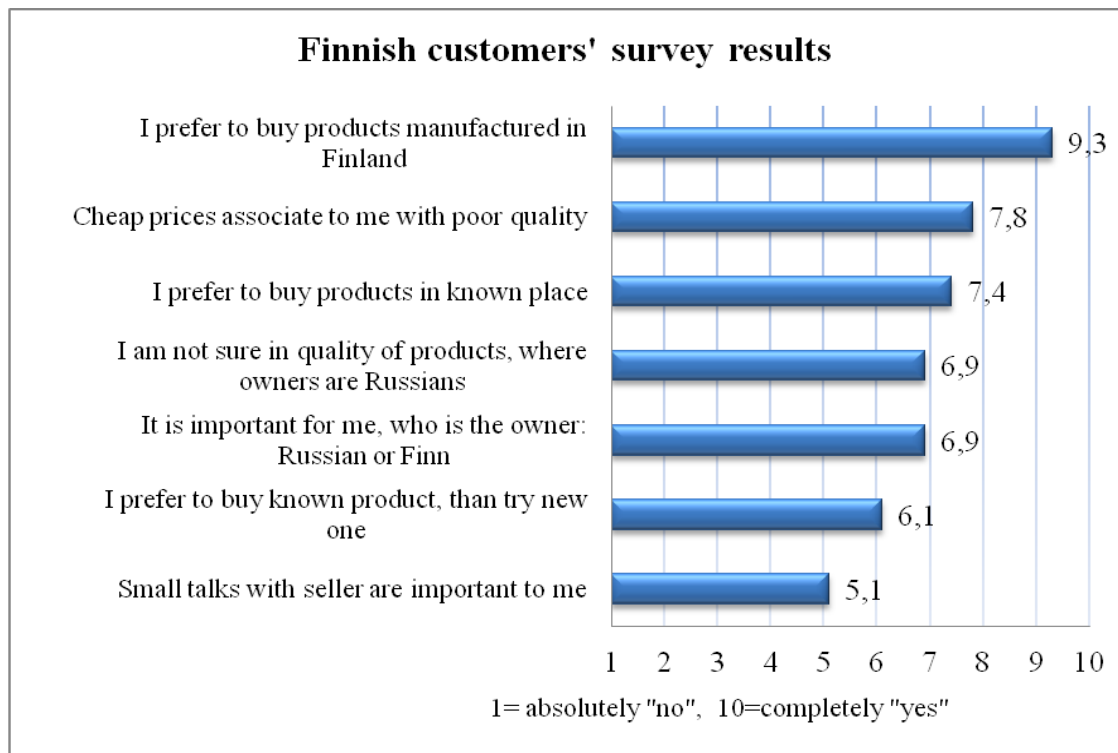 Finnish customers' survey results
I prefer to buy products manufactured in
Finland
9,3
Cheap prices associate to me with poor quality
7,8
I prefer to buy products in known place
7,4
I am not sure in quality of products, where
owners are Russians
6,9
It is important for me, who is the owner:
Russian or Finn
6,9
I prefer to buy known product, than try new
one
6,1
Small talks with seller are important to me
5,1
1 2 3 4 5 6 7 8 9 10
1= absolutely "no", 10=completely "yes"